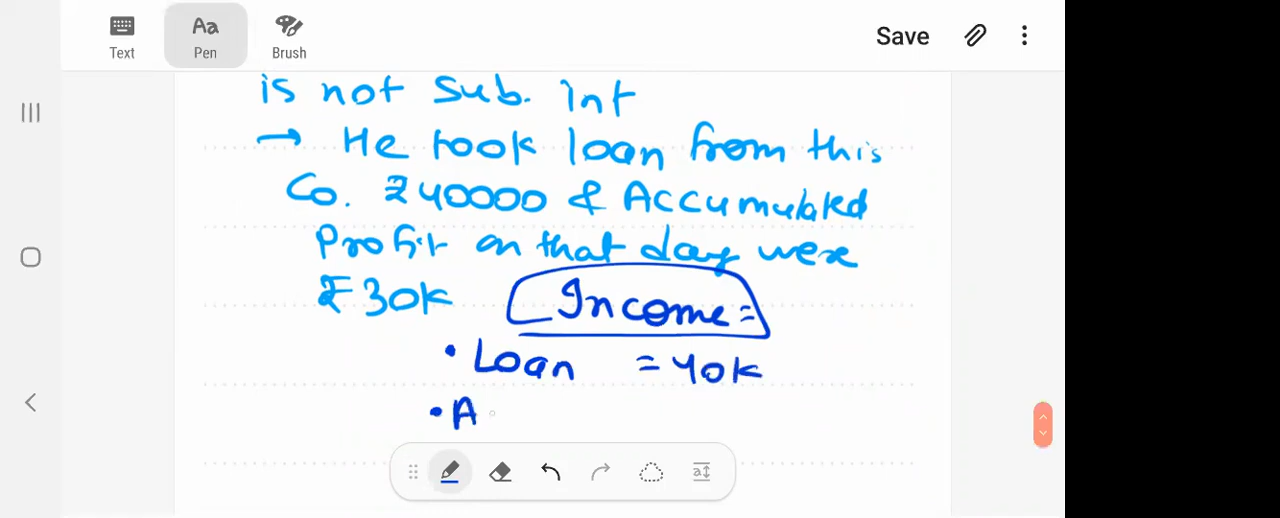 Save
Aa
Text Pen Brush
is not Sub. Int
→ He took loan from this
Co. ₹40000 & Accumulated
Profit on that day were
₹30K
Income =
• Loan = 40K
• A